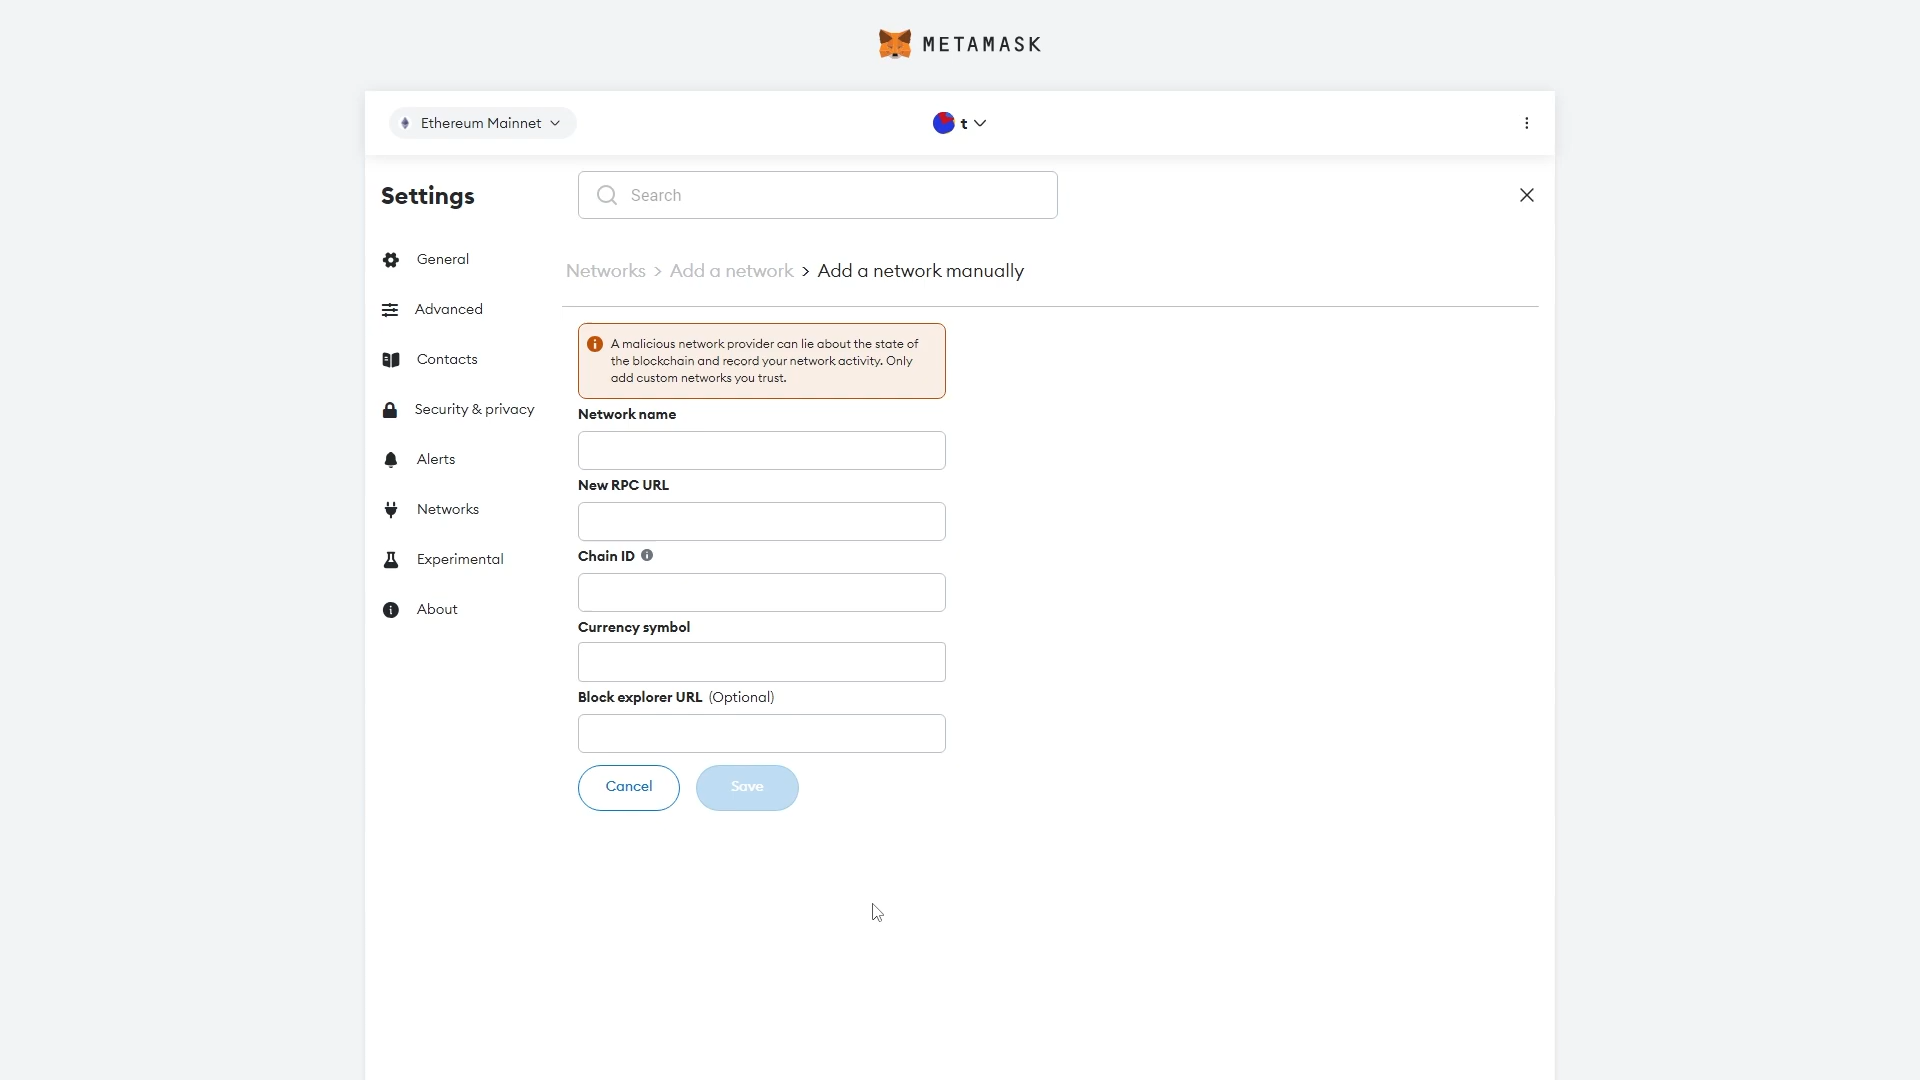 METAMASK
Ethereum Mainnet
t
Settings
Search
General
Advanced
Contacts
Security & privacy
Alerts
Networks
Experimental
About
Networks > Add a network > Add a network manually
A malicious network provider can lie about the state of
the blockchain and record your network activity. Only
add custom networks you trust.
Network name
New RPC URL
Chain ID
Currency symbol
Block explorer URL (Optional)
Cancel
Save